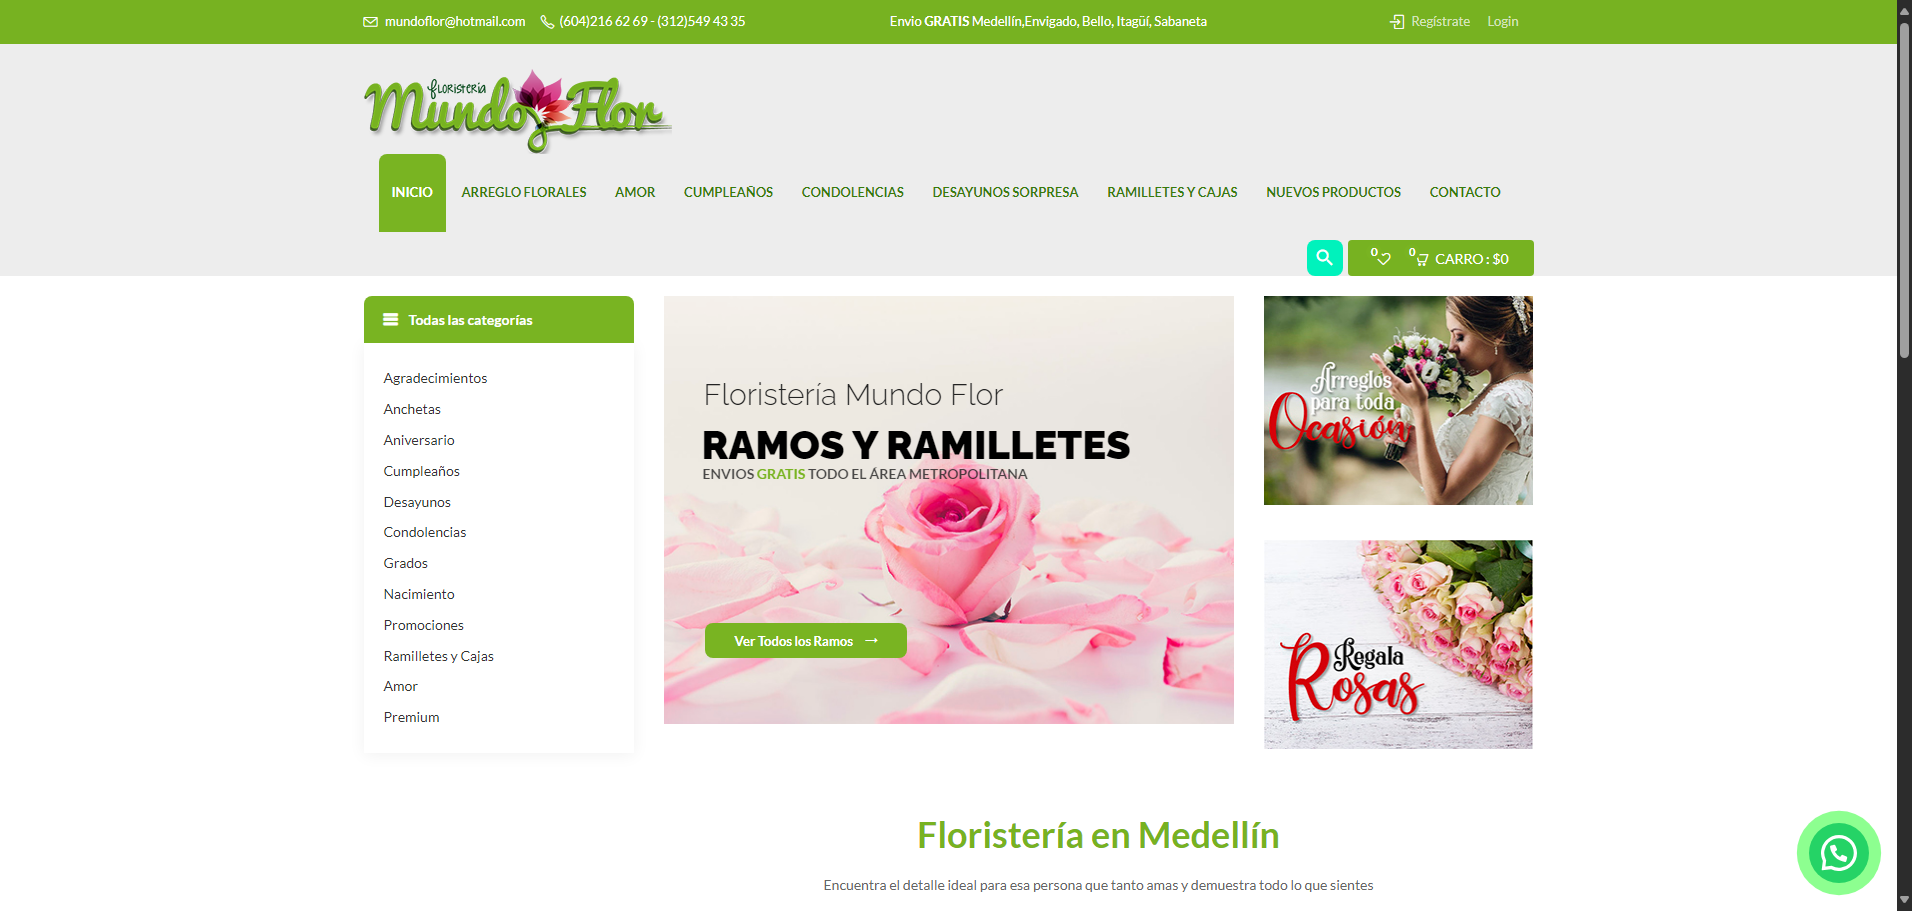 mundoflor@hotmail.com (604)216 62 69 - (312)549 43 35 Envio GRATIS Medellín,Envigado, Bello, Itagüí, Sabaneta Regístrate Login
floristería
Mundo Flor
INICIO ARREGLO FLORALES AMOR CUMPLEAÑOS CONDOLENCIAS DESAYUNOS SORPRESA RAMILLETES Y CAJAS NUEVOS PRODUCTOS CONTACTO
0 0 CARRO : $0
Todas las categorías
Agradecimientos
Anchetas
Aniversario
Cumpleaños
Desayunos
Condolencias
Grados
Nacimiento
Promociones
Ramilletes y Cajas
Amor
Premium
Floristería Mundo Flor
RAMOS Y RAMILLETES
ENVIOS GRATIS TODO EL ÁREA METROPOLITANA
Ver Todos los Ramos →
Arreglos
para toda
Ocasión
Regala
Rosas
Floristería en Medellín
Encuentra el detalle ideal para esa persona que tanto amas y demuestra todo lo que sientes